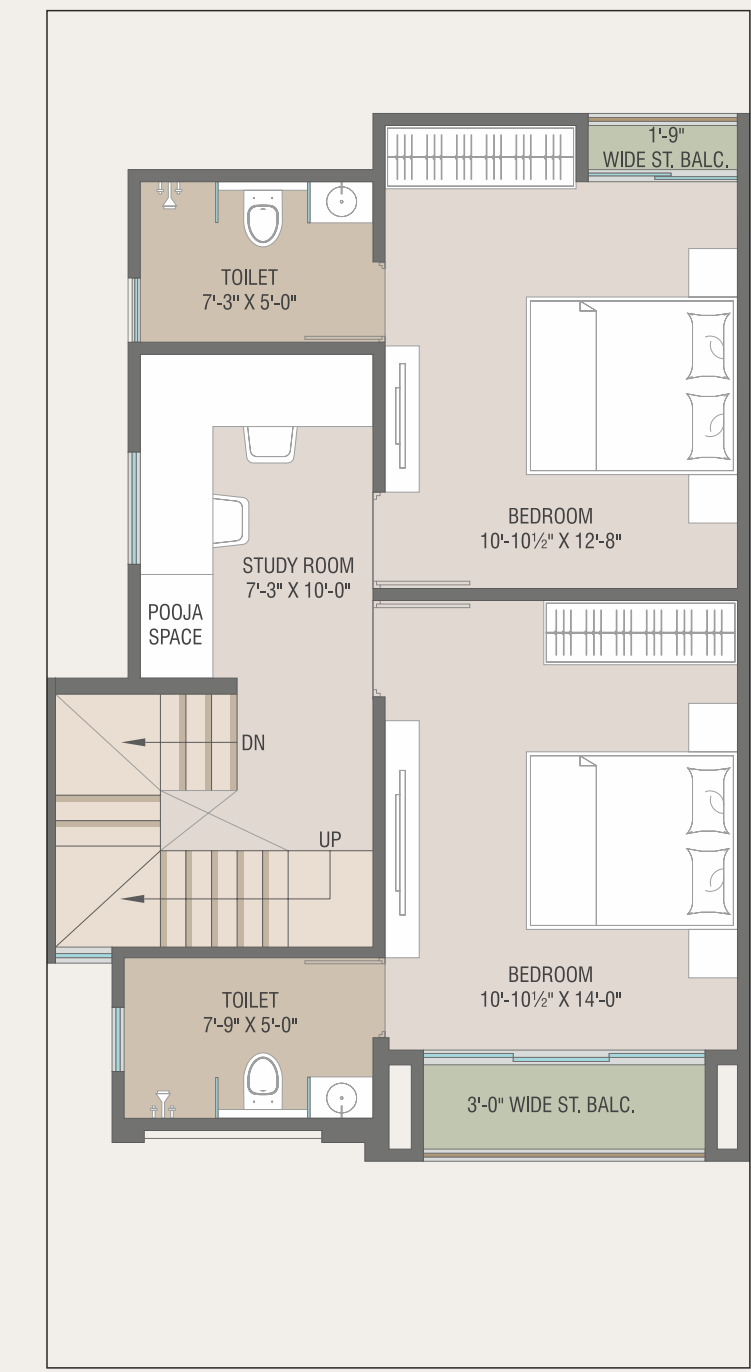 1'-9"
WIDE ST. BALC.
TOILET
7'-3" X 5'-0"
BEDROOM
10'-10½" X 12'-8"
STUDY ROOM
7'-3" X 10'-0"
POOJA
SPACE
DN
UP
BEDROOM
10'-10½" X 14'-0"
TOILET
7'-9" X 5'-0"
3'-0" WIDE ST. BALC.